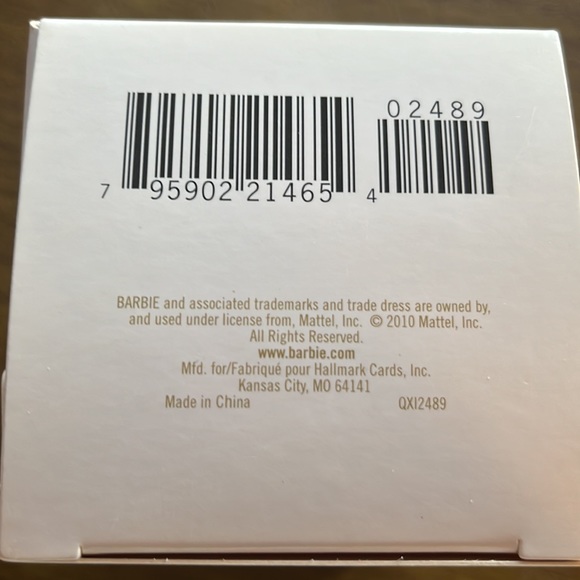 02489
7 95902 21465 4
BARBIE and associated trademarks and trade dress are owned by,
and used under license from, Mattel, Inc. © 2010 Mattel, Inc.
All Rights Reserved.
www.barbie.com
Mfd. for/Fabriqué pour Hallmark Cards, Inc.
Kansas City, MO 64141
Made in China QXI2489